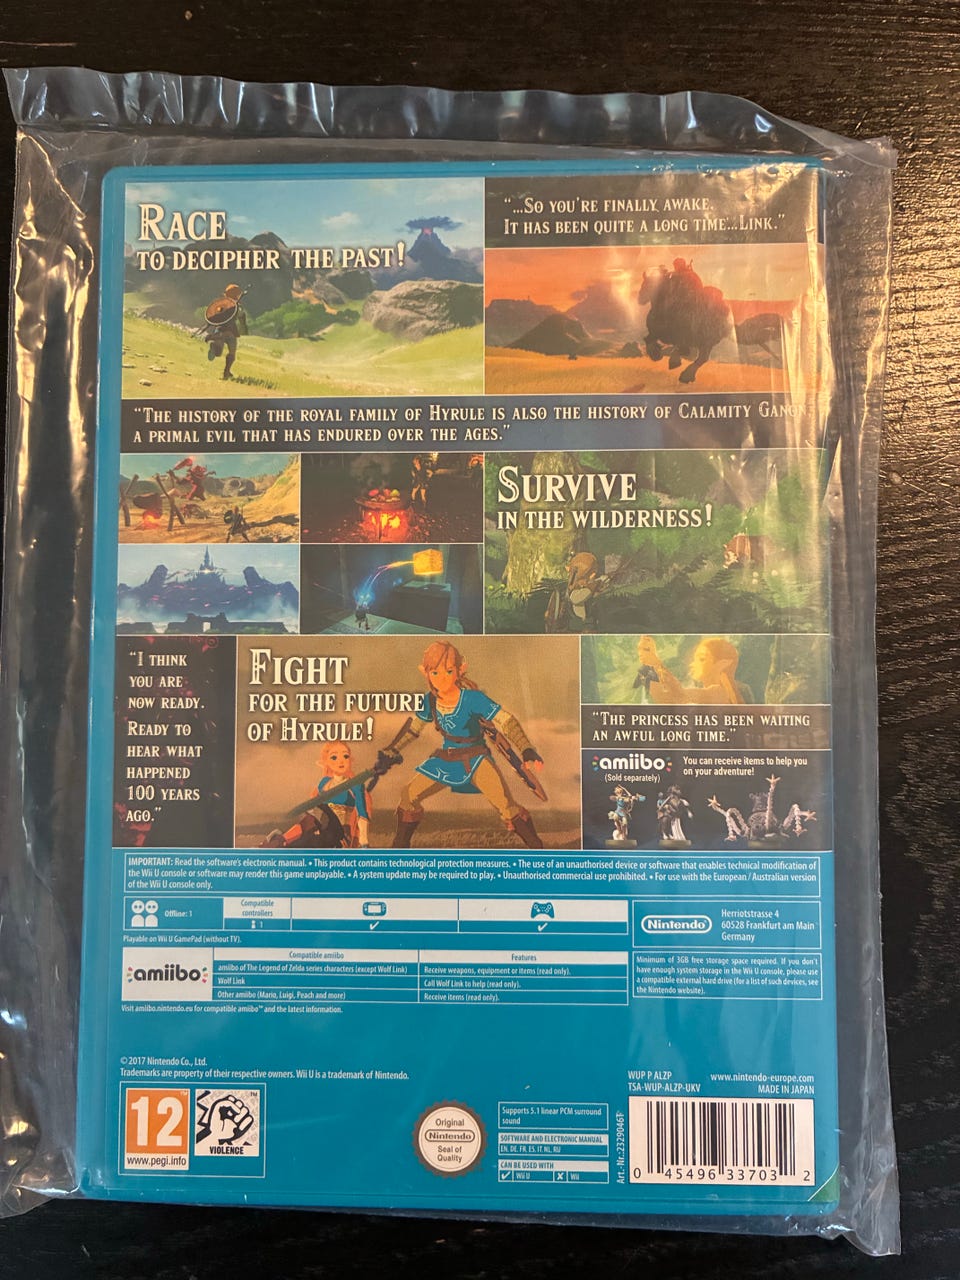 RACE
TO DECIPHER THE PAST!
"...SO YOU'RE FINALLY AWAKE.
IT HAS BEEN QUITE A LONG TIME...LINK."
"THE HISTORY OF THE ROYAL FAMILY OF HYRULE IS ALSO THE HISTORY OF CALAMITY GANON,
A PRIMAL EVIL THAT HAS ENDURED OVER THE AGES."
SURVIVE
IN THE WILDERNESS!
"I THINK
YOU ARE
NOW READY.
READY TO
HEAR WHAT
HAPPENED
100 YEARS
AGO."
FIGHT
FOR THE FUTURE
OF HYRULE!
"THE PRINCESS HAS BEEN WAITING
AN AWFUL LONG TIME."
amiibo
(Sold separately)
You can receive items to help you
on your adventure!
IMPORTANT: Read the software's electronic manual. • This product contains technological protection measures. • The use of an unauthorised device or software that enables technical modification of
the Wii U console or software may render this game unplayable. • A system update may be required to play. • Unauthorised commercial use prohibited. • For use with the European/Australian version
of the Wii U console only.
Offline: 1
Compatible
controllers
1
Playable on Wii U GamePad (without TV).
Nintendo
Herriotstrasse 4
60528 Frankfurt am Main
Germany
amiibo
Compatible amiibo
Features
amiibo of The Legend of Zelda series characters (except Wolf Link)
Receive weapons, equipment or items (read only).
Wolf Link
Call Wolf Link to help (read only).
Other amiibo (Mario, Luigi, Peach and more)
Receive items (read only).
Visit amiibo.nintendo.eu for compatible amiibo™ and the latest information.
Minimum of 3GB free storage space required. If you don't
have enough system storage in the Wii U console, please use
a compatible external hard drive (for a list of such devices, see
the Nintendo website).
© 2017 Nintendo Co., Ltd.
Trademarks are property of their respective owners. Wii U is a trademark of Nintendo.
WUP P ALZP
TSA-WUP-ALZP-UKV
www.nintendo-europe.com
MADE IN JAPAN
12
www.pegi.info
VIOLENCE
Original
Nintendo
Seal of
Quality
Supports 5.1 linear PCM surround
sound
SOFTWARE AND ELECTRONIC MANUAL
EN, DE, FR, ES, IT, NL, RU
CAN BE USED WITH
Wii U
Wii
Art.-Nr.: 2329046T
0 45496 33703 2